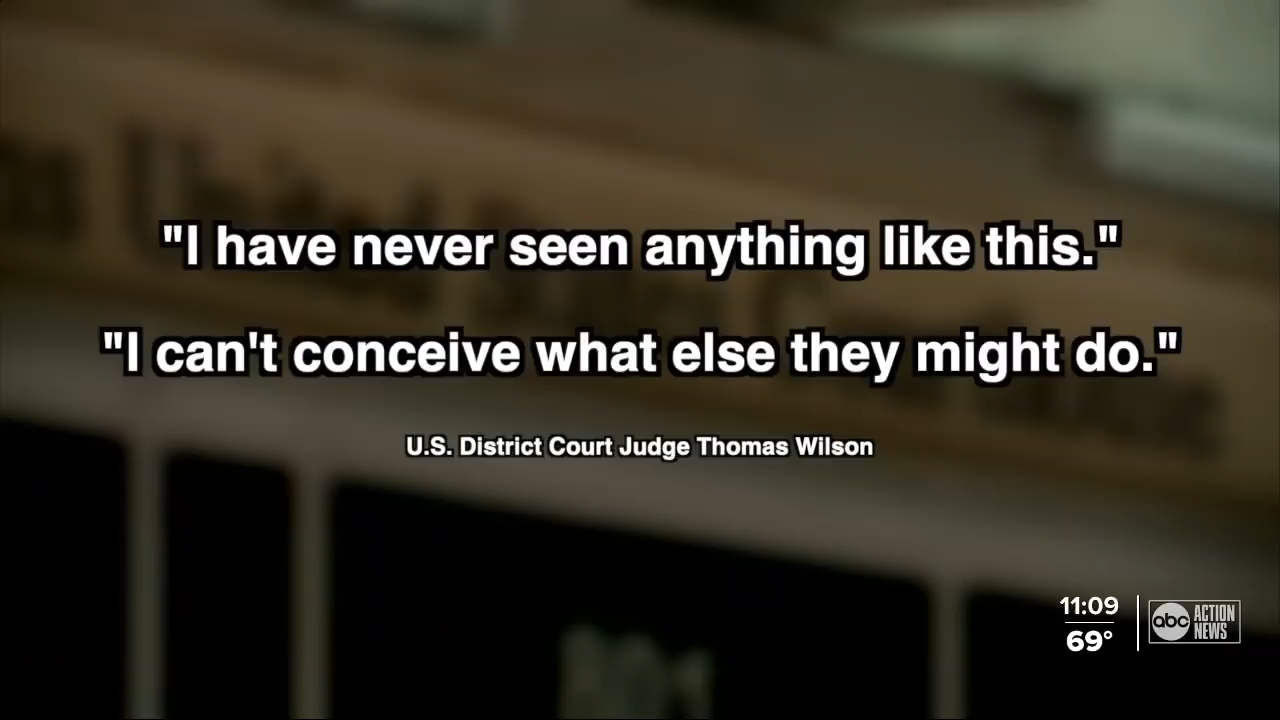 "I have never seen anything like this."
"I can't conceive what else they might do."
U.S. District Court Judge Thomas Wilson
11:09
69°
abc ACTION
NEWS